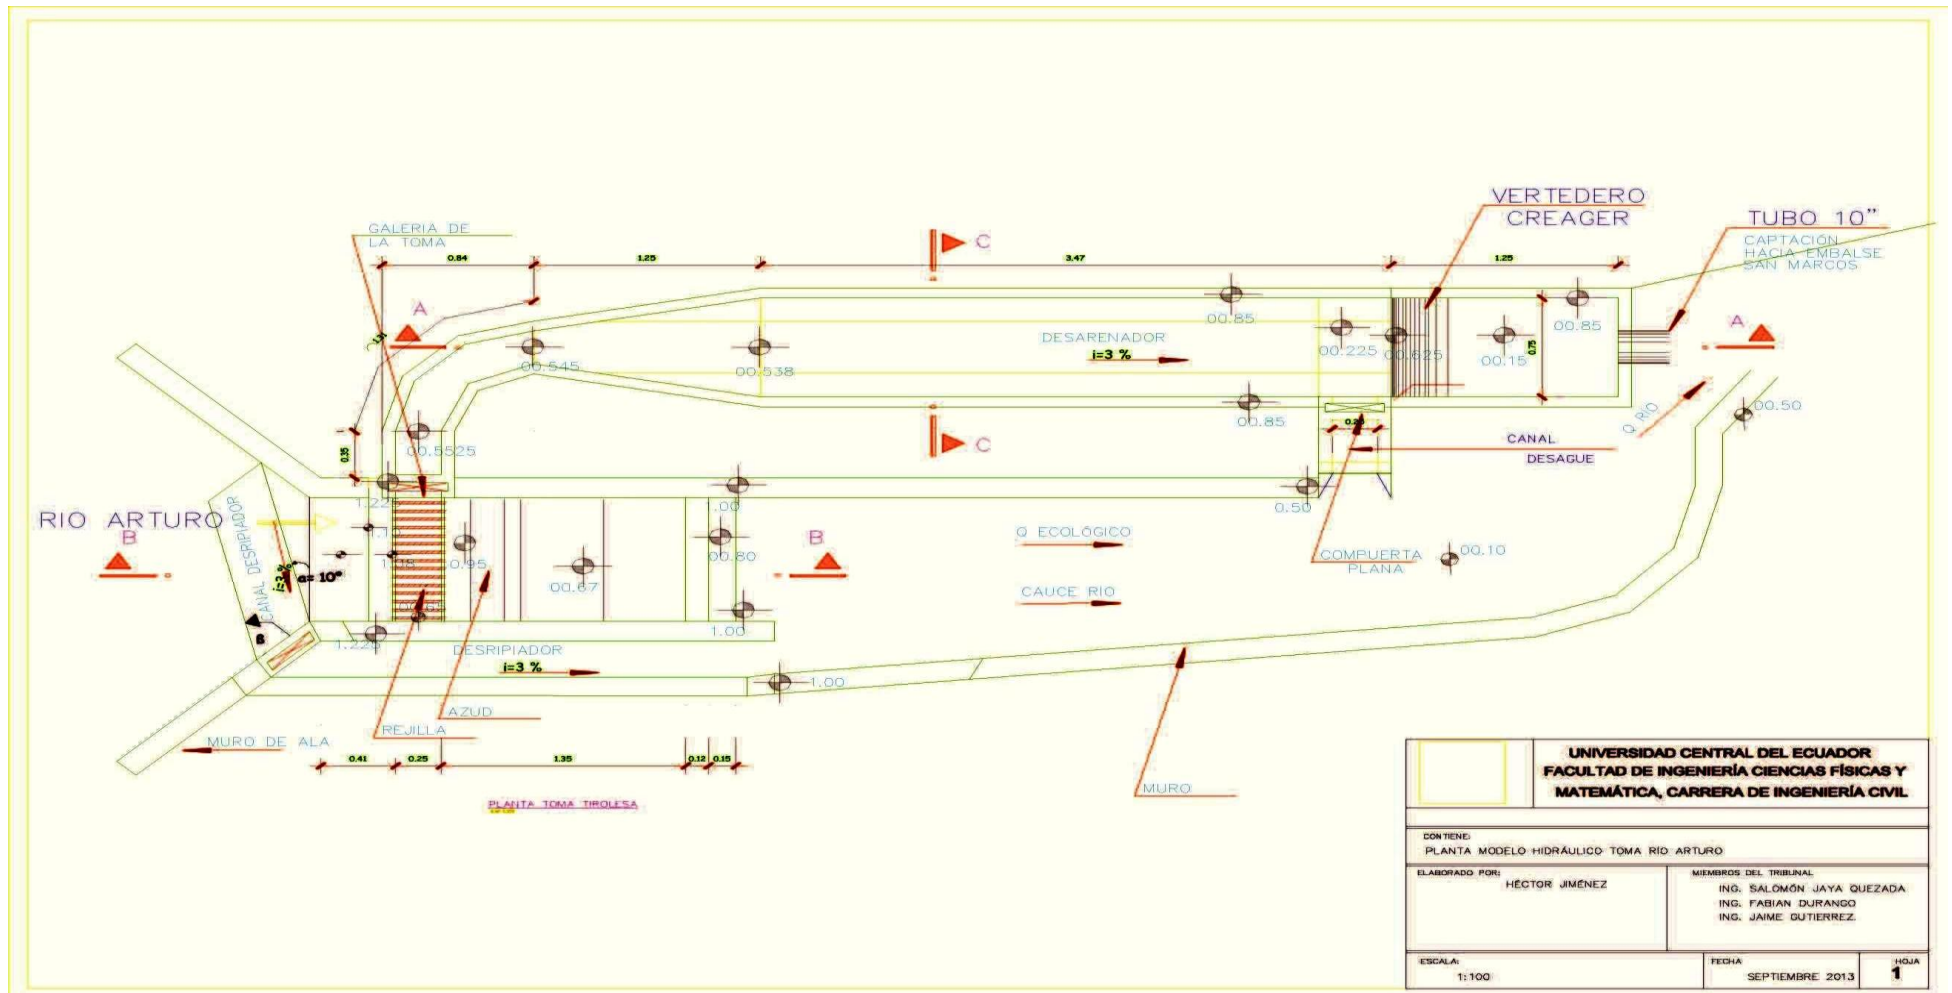 VERTEDERO
CREAGER
TUBO 10"
CAPTACIÓN
HACIA EMBALSE
SAN MARCOS
GALERIA DE
LA TOMA
0.84
1.25
3.47
1.25
C
A
A
00.85
00.85
DESARENADOR
i=3 %
00.225
00.625
00.15
0.75
00.545
00.538
00.85
00.50
Q RÍO
C
CANAL
DESAGUE
00.5525
0.35
1.00
0.50
RIO ARTURO
B
CANAL DESRIPIADOR
α= 10°
0.95
00.67
00.80
B
Q ECOLÓGICO
COMPUERTA
PLANA
00.10
CAUCE RIO
1.00
1.225
DESRIPIADOR
i=3 %
1.00
AZUD
REJILLA
MURO DE ALA
0.41
0.25
1.35
0.12
0.15
MURO
PLANTA TOMA TIROLESA
UNIVERSIDAD CENTRAL DEL ECUADOR
FACULTAD DE INGENIERÍA CIENCIAS FÍSICAS Y
MATEMÁTICA, CARRERA DE INGENIERÍA CIVIL
CONTIENE:
PLANTA MODELO HIDRÁULICO TOMA RIO ARTURO
ELABORADO POR:
HÉCTOR JIMÉNEZ
MIEMBROS DEL TRIBUNAL
ING. SALOMÓN JAYA QUEZADA
ING. FABIAN DURANGO
ING. JAIME GUTIERREZ.
ESCALA:
1:100
FECHA
SEPTIEMBRE 2013
HOJA
1